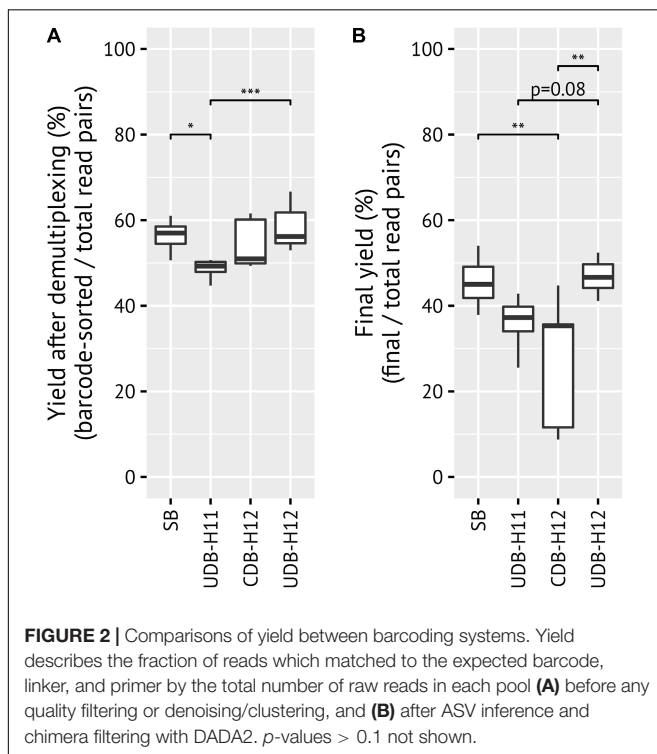 A
B
100
80
60
40
20
0
Yield after demultiplexing (%)
(barcode-sorted / total read pairs)
*
***
SB
UDB-H11
CDB-H12
UDB-H12
100
80
60
40
20
0
Final yield (%)
(final / total read pairs)
**
p=0.08
**
SB
UDB-H11
CDB-H12
UDB-H12
FIGURE 2 | Comparisons of yield between barcoding systems. Yield
describes the fraction of reads which matched to the expected barcode,
linker, and primer by the total number of raw reads in each pool (A) before any
quality filtering or denoising/clustering, and (B) after ASV inference and
chimera filtering with DADA2. p-values > 0.1 not shown.